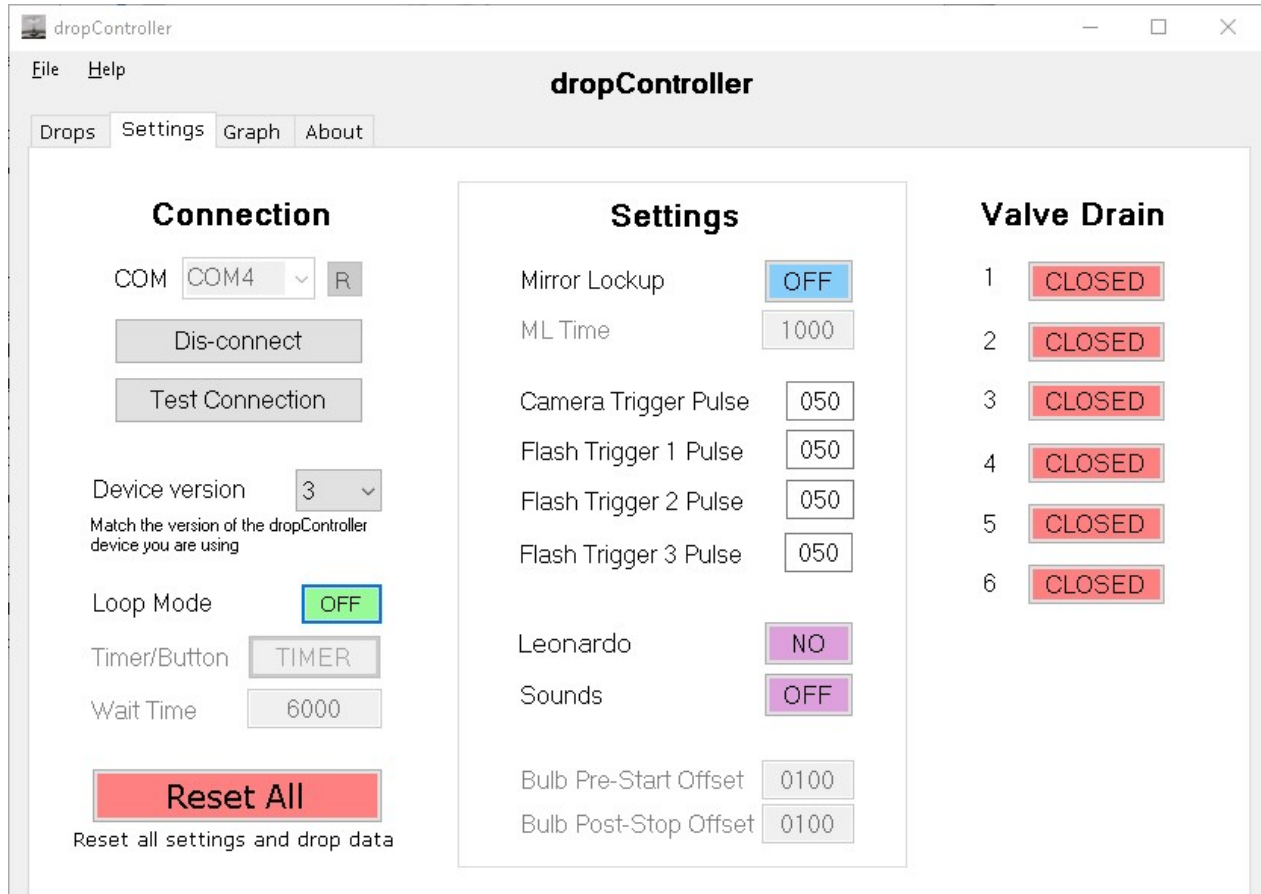 dropController
File Help
dropController
Drops Settings Graph About
Connection
COM COM4 R
Dis-connect
Test Connection
Device version 3
Match the version of the dropController
device you are using
Loop Mode OFF
Timer/Button TIMER
Wait Time 6000
Reset All
Reset all settings and drop data
Settings
Mirror Lockup OFF
ML Time 1000
Camera Trigger Pulse 050
Flash Trigger 1 Pulse 050
Flash Trigger 2 Pulse 050
Flash Trigger 3 Pulse 050
Leonardo NO
Sounds OFF
Bulb Pre-Start Offset 0100
Bulb Post-Stop Offset 0100
Valve Drain
1 CLOSED
2 CLOSED
3 CLOSED
4 CLOSED
5 CLOSED
6 CLOSED